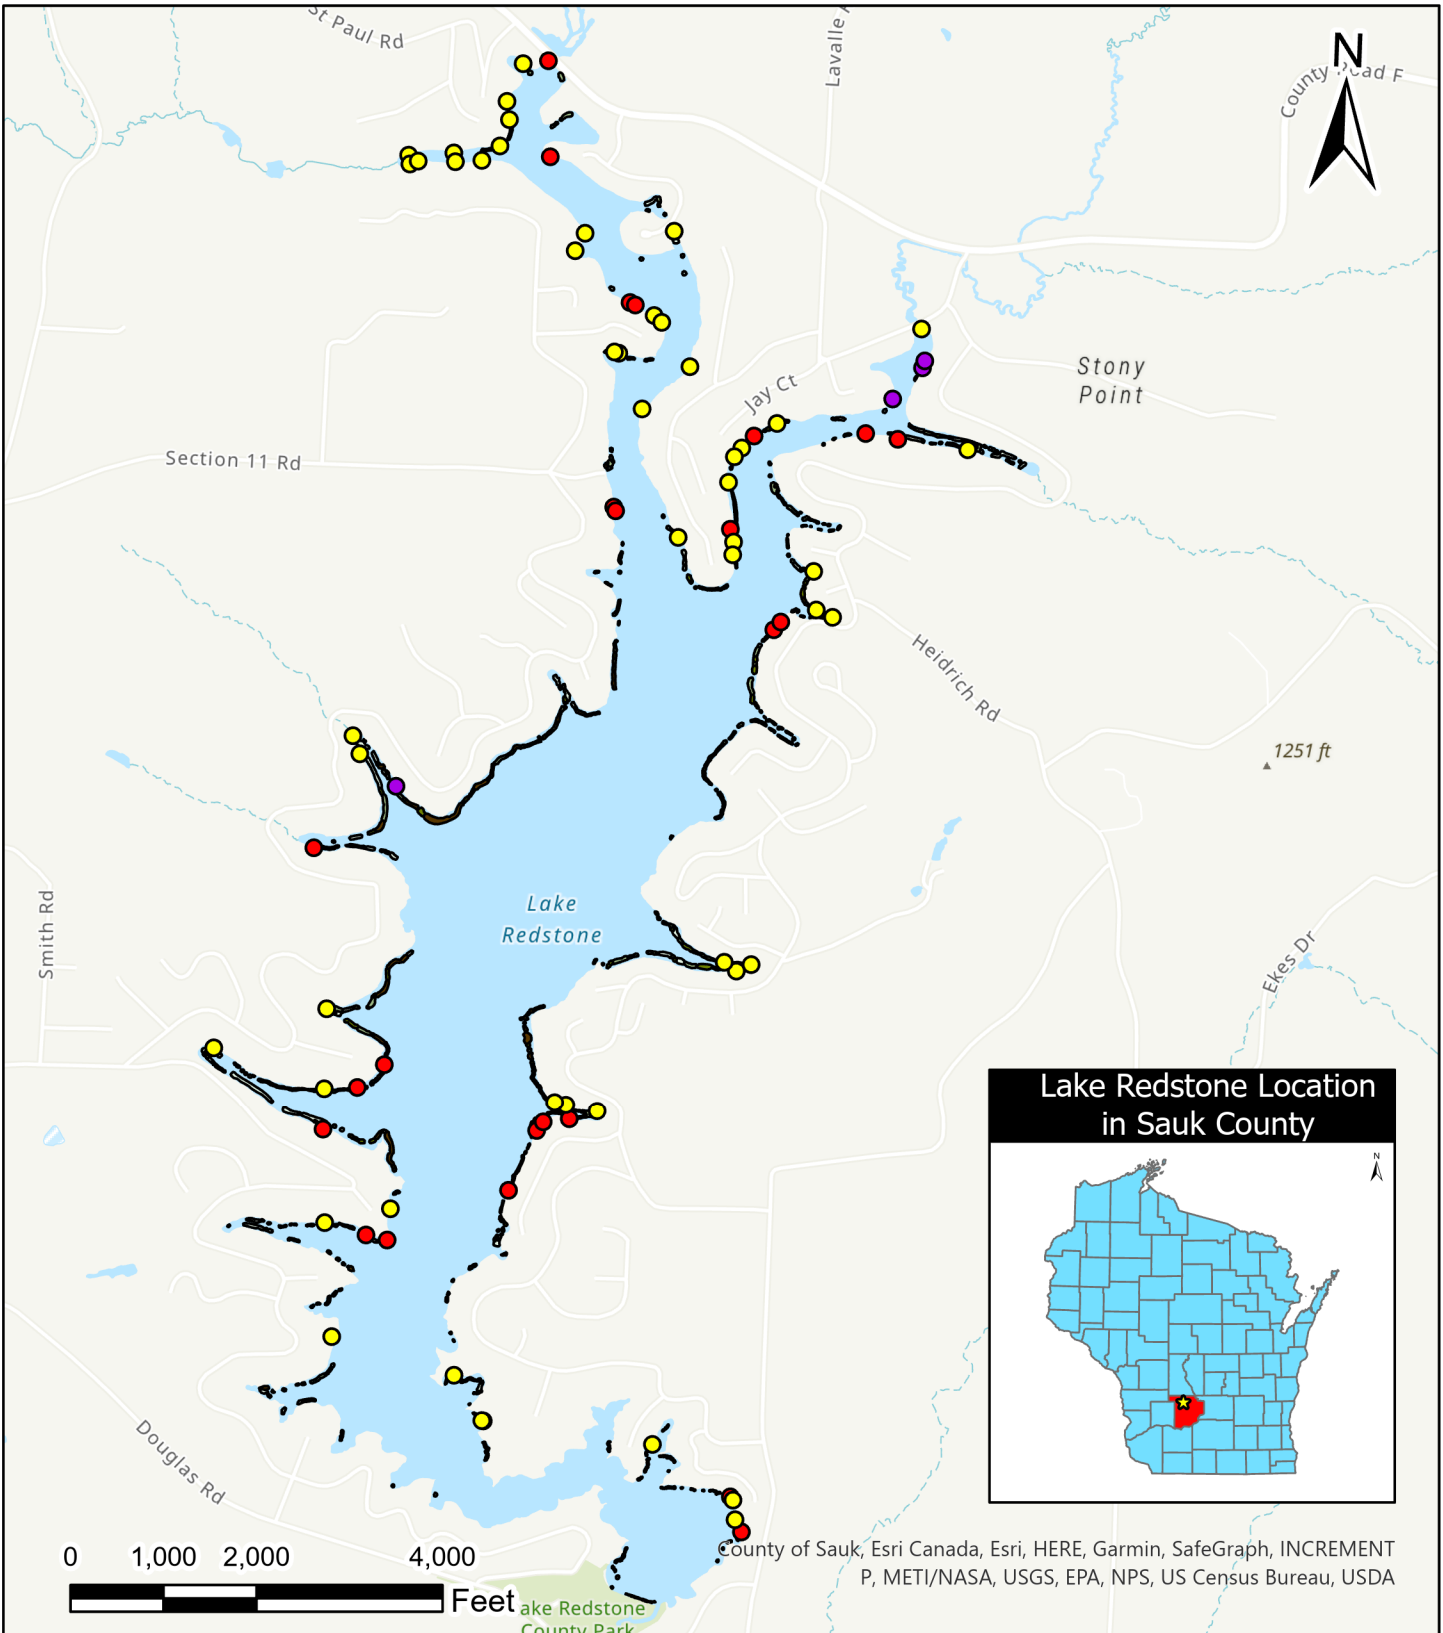 St Paul Rd
Lavalle
N
County Road F
Stony
Point
Jay Ct
Section 11 Rd
Heidrich Rd
1251 ft
Lake
Redstone
Smith Rd
Ekes Dr
Lake Redstone Location
in Sauk County
N
Douglas Rd
0 1,000 2,000 4,000
Feet
County of Sauk, Esri Canada, Esri, HERE, Garmin, SafeGraph, INCREMENT
P, METI/NASA, USGS, EPA, NPS, US Census Bureau, USDA
ake Redstone
County Park